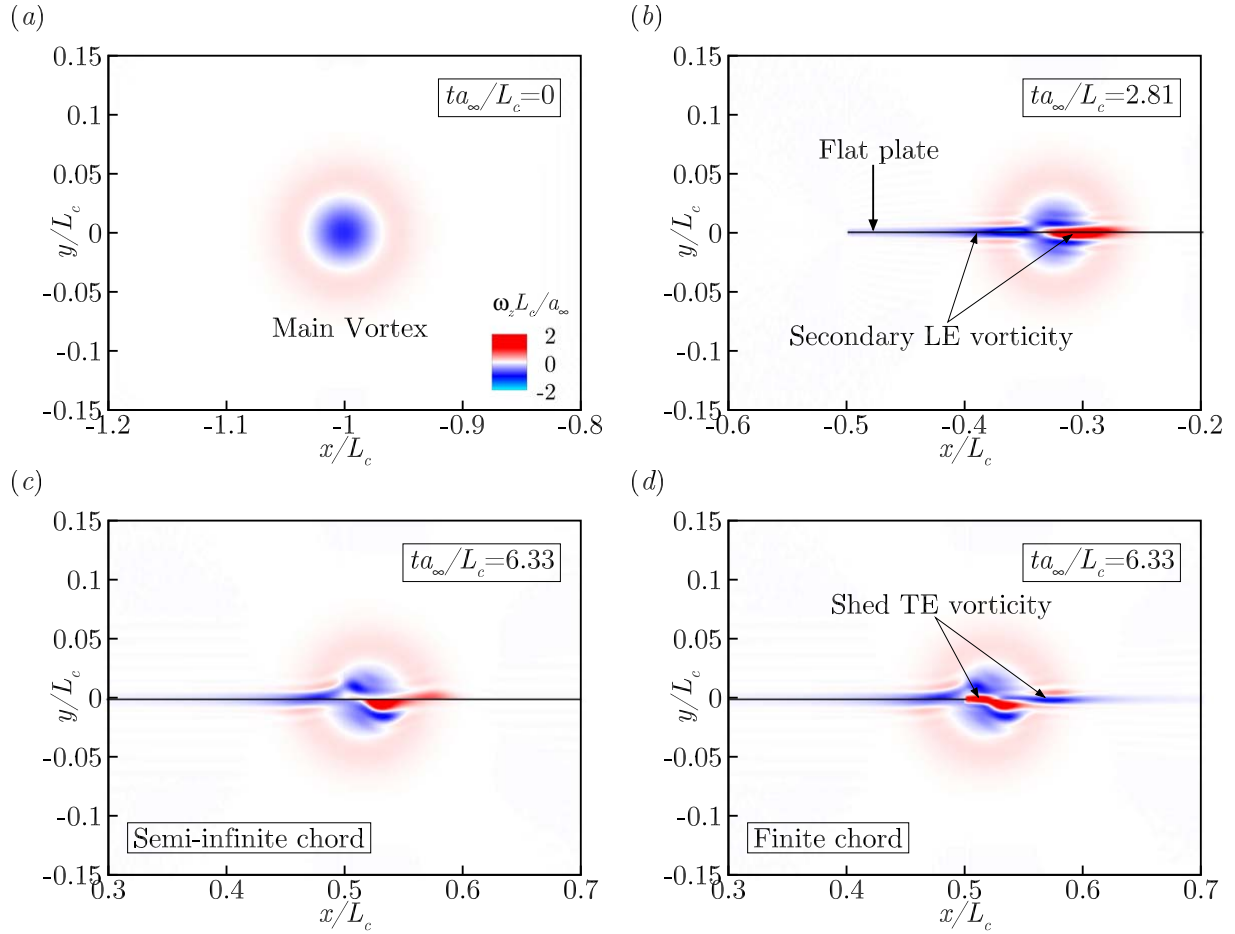 (a)
0.15
0.1
0.05
0
-0.05
-0.1
-0.15
y/L_c
ta_∞/L_c=0
Main Vortex
ω_z L_c/a_∞
2
0
-2
-1.2 -1.1 -1 -0.9 -0.8
x/L_c
(b)
0.15
0.1
0.05
0
-0.05
-0.1
-0.15
y/L_c
ta_∞/L_c=2.81
Flat plate
Secondary LE vorticity
-0.6 -0.5 -0.4 -0.3 -0.2
x/L_c
(c)
0.15
0.1
0.05
0
-0.05
-0.1
-0.15
y/L_c
ta_∞/L_c=6.33
Semi-infinite chord
0.3 0.4 0.5 0.6 0.7
x/L_c
(d)
0.15
0.1
0.05
0
-0.05
-0.1
-0.15
y/L_c
ta_∞/L_c=6.33
Shed TE vorticity
Finite chord
0.3 0.4 0.5 0.6 0.7
x/L_c